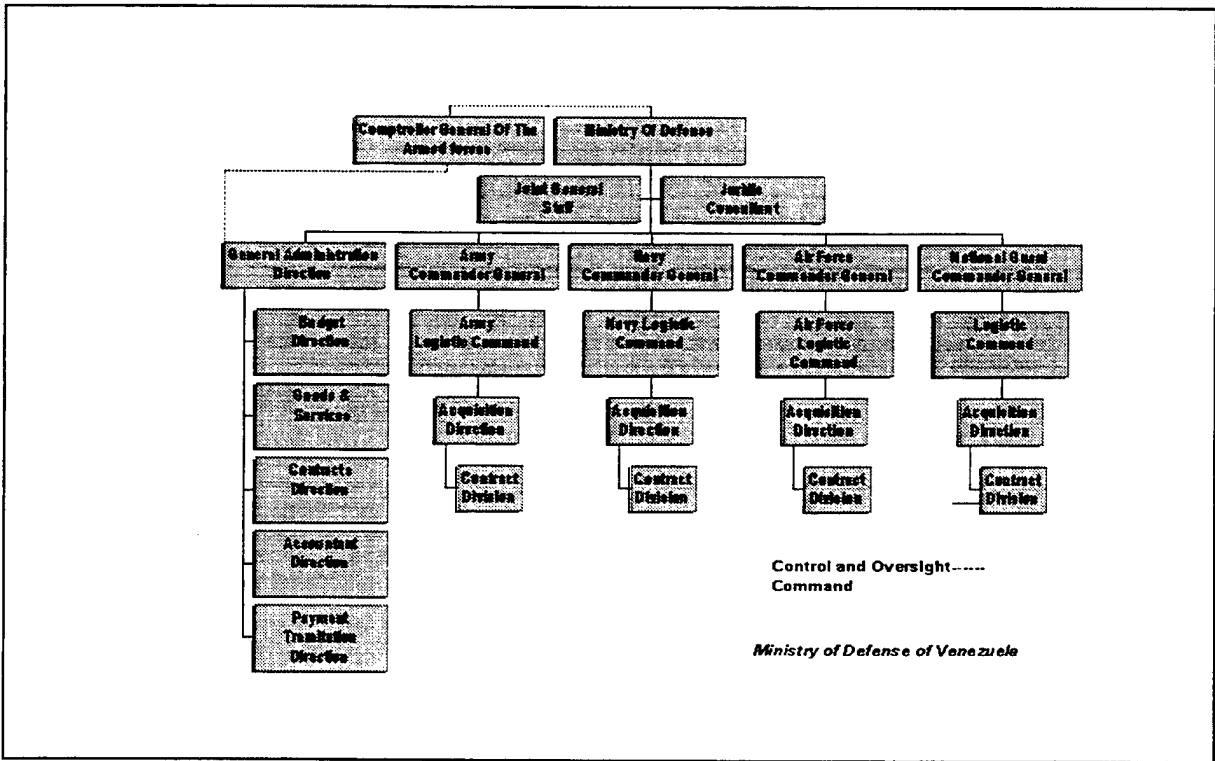 Comptroller General Of The
Armed forces
Ministry Of Defense
Joint General
Staff
Juridic
Consultant
General Administration
Direction
Army
Commander General
Navy
Commander General
Air Force
Commander General
National Guard
Commander General
Budget
Direction
Army
Logistic Command
Navy Logistic
Command
Air Force
Logistic
Command
Logistic
Command
Goods &
Services
Acquisition
Direction
Acquisition
Direction
Acquisition
Direction
Acquisition
Direction
Contracts
Direction
Contract
Division
Contract
Division
Contract
Division
Contract
Division
Accountant
Direction
Payment
Tramitation
Direction
Control and Oversight------
Command
Ministry of Defense of Venezuela